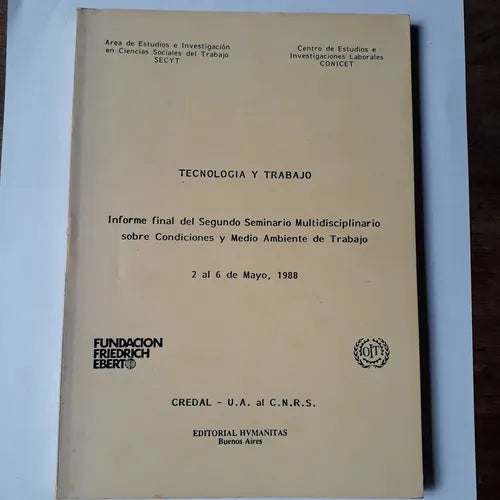 Area de Estudios e Investigación
en Ciencias Sociales del Trabajo
SECYT
Centro de Estudios e
Investigaciones Laborales
CONICET
TECNOLOGIA Y TRABAJO
Informe final del Segundo Seminario Multidisciplinario
sobre Condiciones y Medio Ambiente de Trabajo
2 al 6 de Mayo, 1988
FUNDACION
FRIEDRICH
EBERT
OIT
CREDAL - U.A. al C.N.R.S.
EDITORIAL HVMANITAS
Buenos Aires